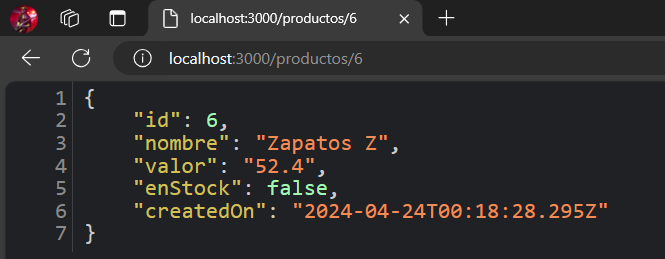 localhost:3000/productos/6
localhost:3000/productos/6
1 {
2 "id": 6,
3 "nombre": "Zapatos Z",
4 "valor": "52.4",
5 "enStock": false,
6 "createdOn": "2024-04-24T00:18:28.295Z"
7 }